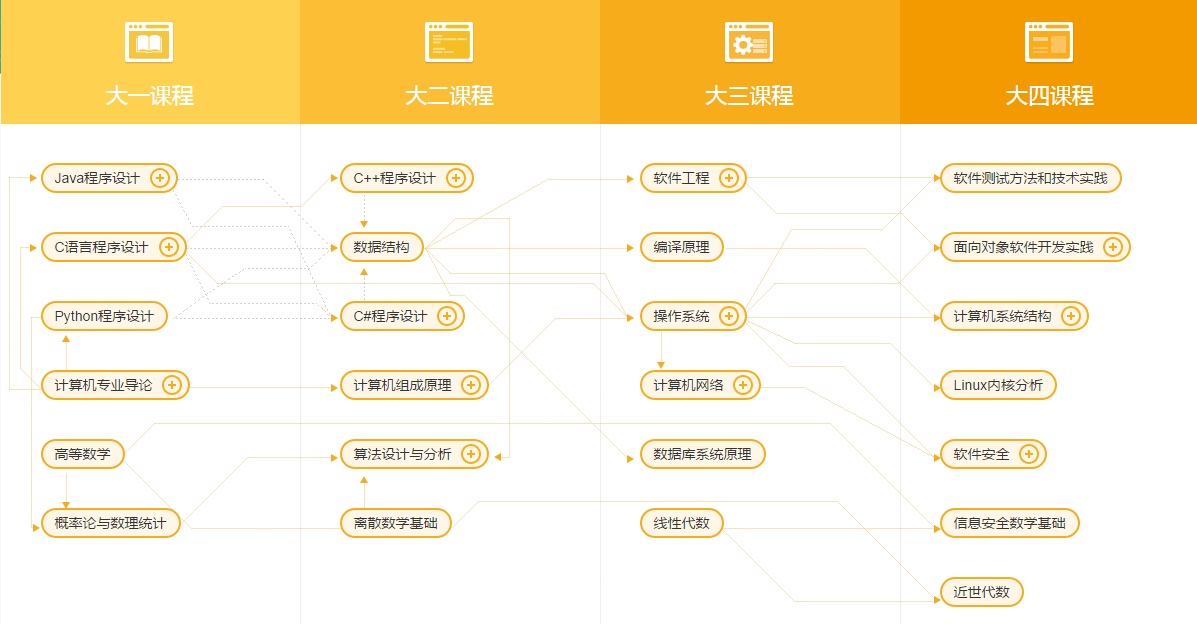 大一课程
大二课程
大三课程
大四课程
Java程序设计
C++程序设计
软件工程
软件测试方法和技术实践
C语言程序设计
数据结构
编译原理
面向对象软件开发实践
Python程序设计
C#程序设计
操作系统
计算机系统结构
计算机专业导论
计算机组成原理
计算机网络
Linux内核分析
高等数学
算法设计与分析
数据库系统原理
软件安全
概率论与数理统计
离散数学基础
线性代数
信息安全数学基础
近世代数